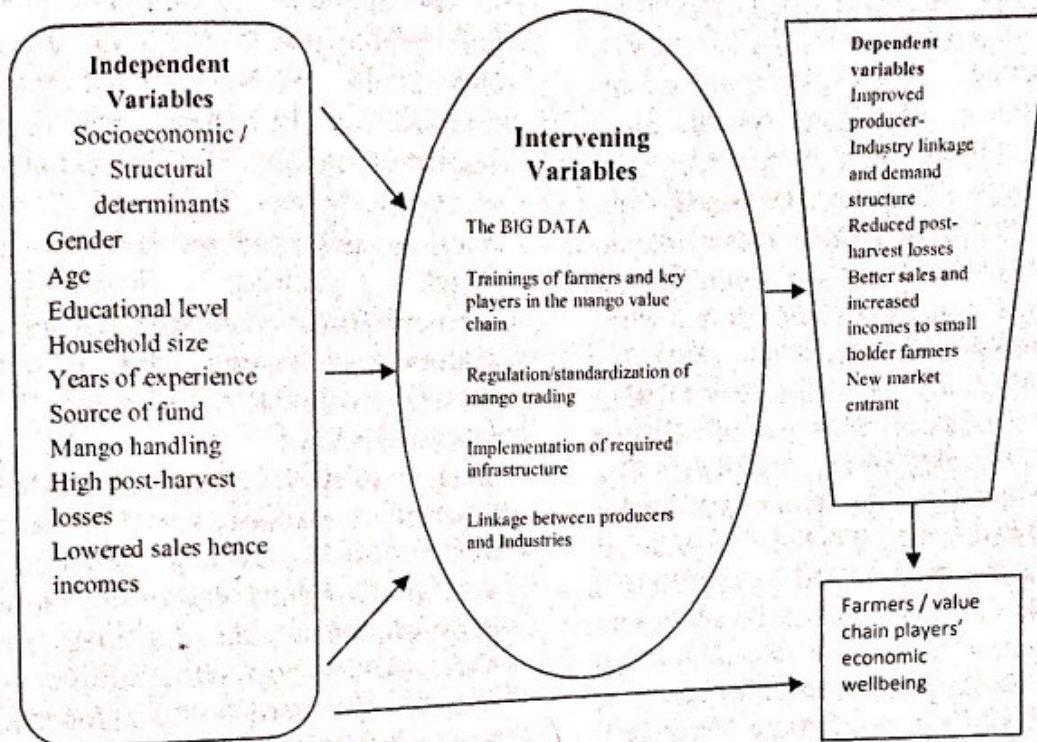 Independent
Variables
Socioeconomic /
Structural
determinants
Gender
Age
Educational level
Household size
Years of experience
Source of fund
Mango handling
High post-harvest
losses
Lowered sales hence
incomes
Intervening
Variables
The BIG DATA
Trainings of farmers and key
players in the mango value
chain
Regulation/standardization of
mango trading
Implementation of required
infrastructure
Linkage between producers
and Industries
Dependent
variables
Improved
producer-
Industry linkage
and demand
structure
Reduced post-
harvest losses
Better sales and
increased
incomes to small
holder farmers
New market
entrant
Farmers / value
chain players'
economic
wellbeing